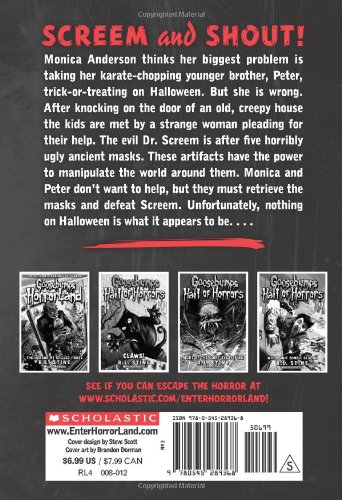 Copyrighted Material
SCREEM and SHOUT!
Monica Anderson thinks her biggest problem is
taking her karate-chopping younger brother, Peter,
trick-or-treating on Halloween. But she is wrong.
After knocking on the door of an old, creepy house
the kids are met by a strange woman pleading for
their help. The evil Dr. Screem is after five horribly
ugly ancient masks. These artifacts have the power
to manipulate the world around them. Monica and
Peter don't want to help, but they must retrieve the
masks and defeat Screem. Unfortunately, nothing
on Halloween is what it appears to be. . . .
Goosebumps
HorrorLand
R.L. STINE
Goosebumps
Hall of Horrors
CLAWS!
R.L. STINE
Goosebumps
Hall of Horrors
R.L. STINE
Goosebumps
Hall of Horrors
R.L. STINE
SEE IF YOU CAN ESCAPE THE HORROR AT
WWW.SCHOLASTIC.COM/ENTERHORRORLAND!
SCHOLASTIC
www.EnterHorrorLand.com
Cover design by Steve Scott
Cover art by Brandon Dorman
$6.99 US / $7.99 CAN
RL4 008-012
ISBN 978-0-545-28936-8
50699
9 780545 289368
S
Copyrighted Material